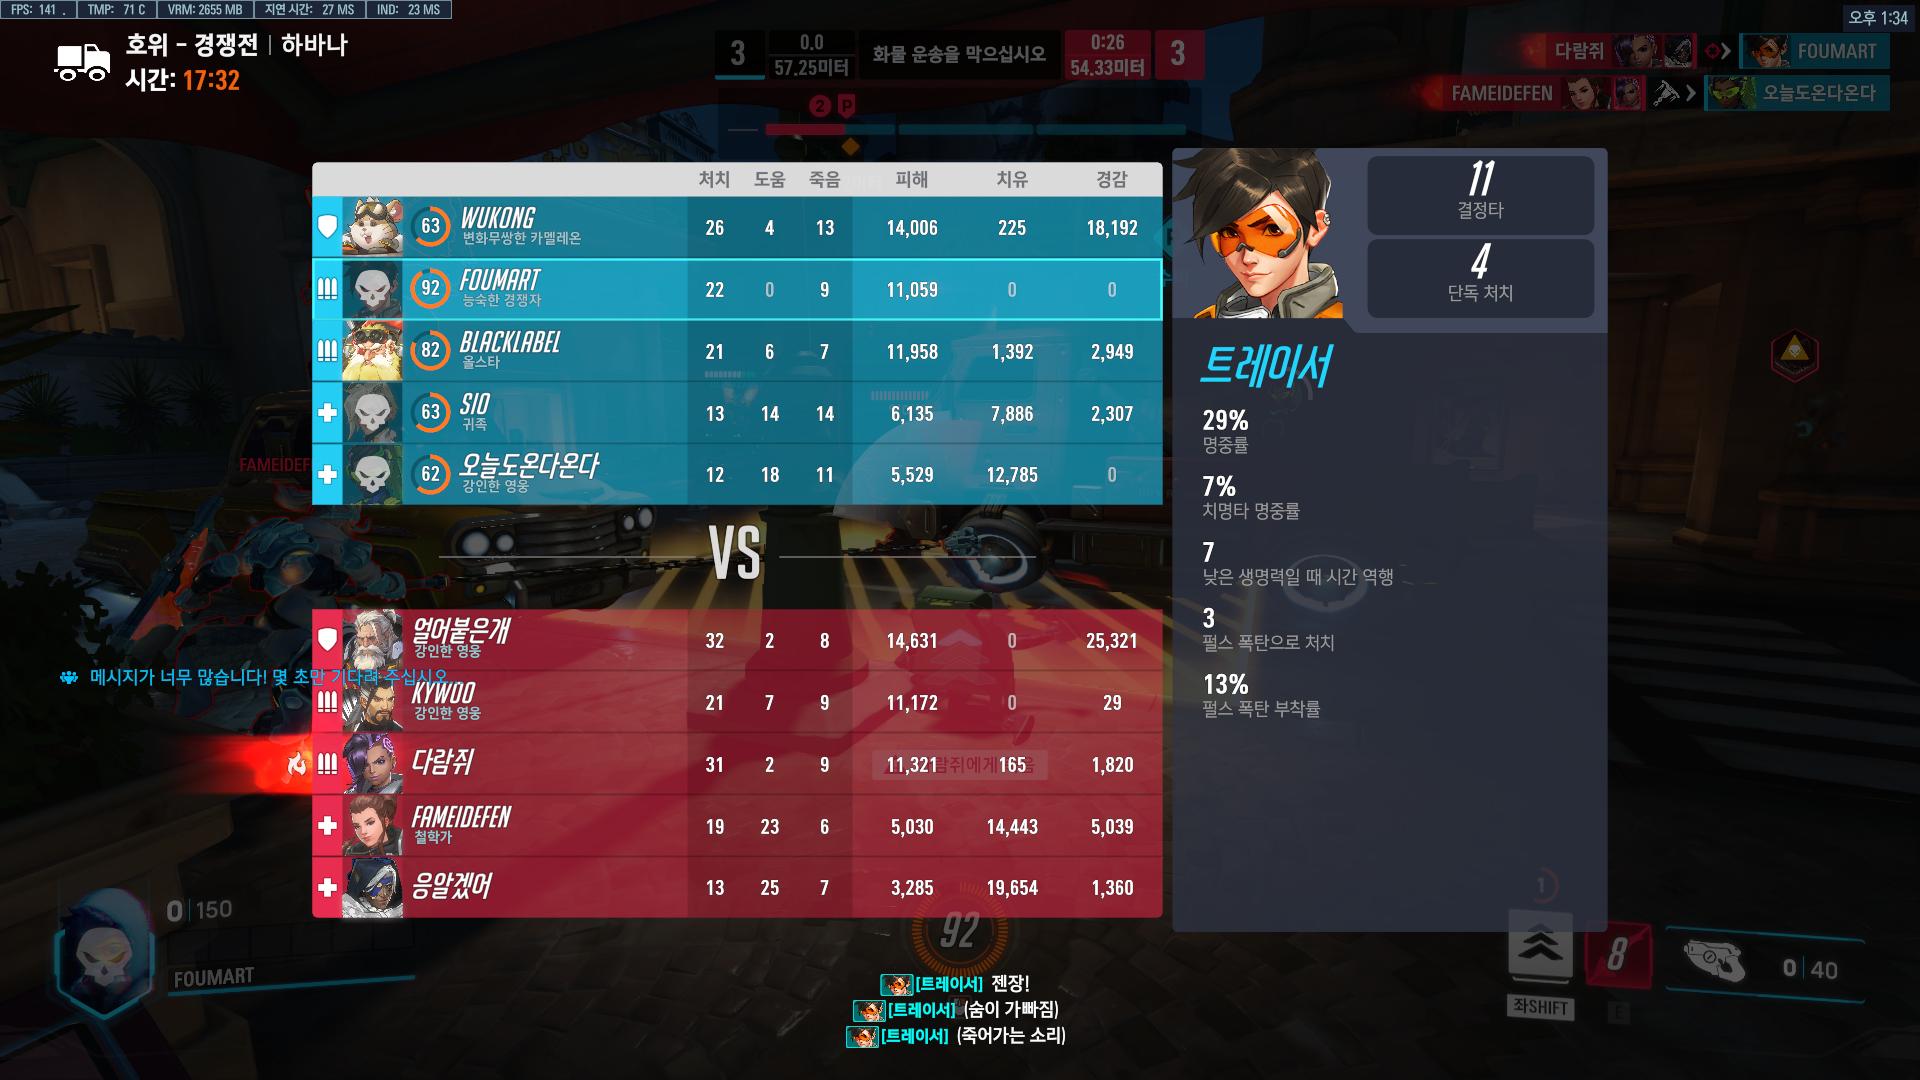 FPS: 141 . TMP: 71 C VRM: 2655 MB 지연 시간: 27 MS IND: 23 MS
오후 1:34
호위 - 경쟁전 | 하바나
시간: 17:32
3 0.0 57.25미터 화물 운송을 막으십시오 0:26 54.33미터 3
2 P
다람쥐 FOUMART
FAMEIDEFEN 오늘도온다온다
처치 도움 죽음 피해 치유 경감
63 WUKONG 26 4 13 14,006 225 18,192
변화무쌍한 카멜레온
92 FOUMART 22 0 9 11,059 0 0
능숙한 경쟁자
82 BLACKLABEL 21 6 7 11,958 1,392 2,949
올스타
63 SIO 13 14 14 6,135 7,886 2,307
귀족
62 오늘도온다온다 12 18 11 5,529 12,785 0
강인한 영웅
VS
얼어붙은개 32 2 8 14,631 0 25,321
강인한 영웅
KYWOO 21 7 9 11,172 0 29
강인한 영웅
다람쥐 31 2 9 11,321 165 1,820
FAMEIDEFEN 19 23 6 5,030 14,443 5,039
철학가
응알겠어 13 25 7 3,285 19,654 1,360
11
결정타
4
단독 처치
트레이서
29%
명중률
7%
치명타 명중률
7
낮은 생명력일 때 시간 역행
3
펄스 폭탄으로 처치
13%
펄스 폭탄 부착률
메시지가 너무 많습니다! 몇 초만 기다려 주십시오...
0 | 150
FOUMART
92
[트레이서] 젠장!
[트레이서] (숨이 가빠짐)
[트레이서] (죽어가는 소리)
1
8
0 | 40
좌SHIFT
E